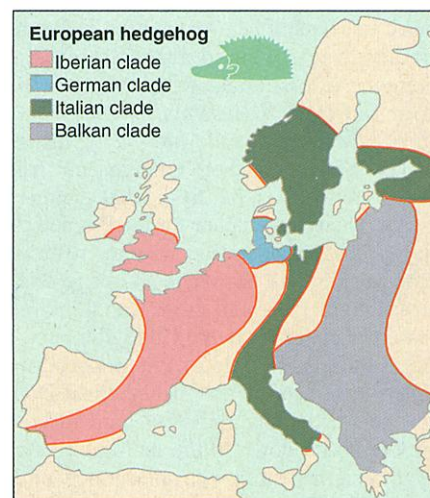 European hedgehog
Iberian clade
German clade
Italian clade
Balkan clade